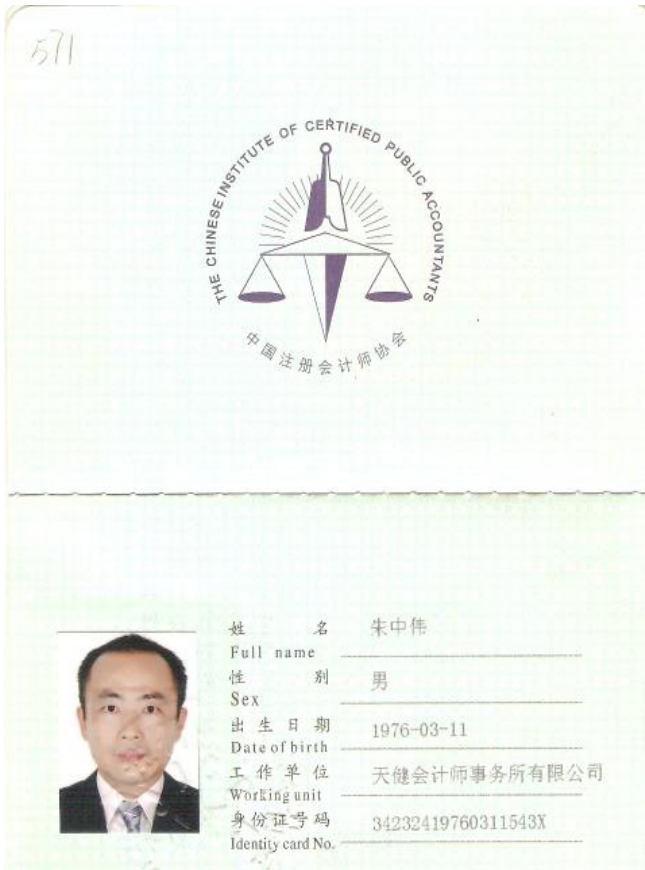 571
THE CHINESE INSTITUTE OF CERTIFIED PUBLIC ACCOUNTANTS
中国注册会计师协会
姓 名 朱中伟
Full name
性 别 男
Sex
出生日期 1976-03-11
Date of birth
工作单位 天健会计师事务所有限公司
Working unit
身份证号码 34232419760311543X
Identity card No.